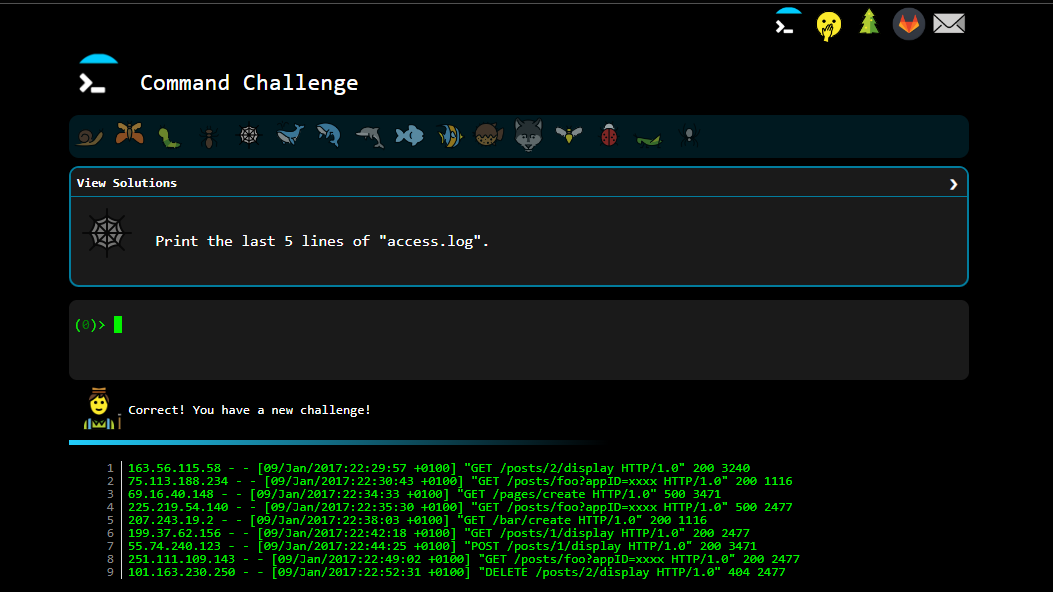 Command Challenge
View Solutions ❯
Print the last 5 lines of "access.log".
(0)>
Correct! You have a new challenge!
1 163.56.115.58 - - [09/Jan/2017:22:29:57 +0100] "GET /posts/2/display HTTP/1.0" 200 3240
2 75.113.188.234 - - [09/Jan/2017:22:30:43 +0100] "GET /posts/foo?appID=xxxx HTTP/1.0" 200 1116
3 69.16.40.148 - - [09/Jan/2017:22:34:33 +0100] "GET /pages/create HTTP/1.0" 500 3471
4 225.219.54.140 - - [09/Jan/2017:22:35:30 +0100] "GET /posts/foo?appID=xxxx HTTP/1.0" 500 2477
5 207.243.19.2 - - [09/Jan/2017:22:38:03 +0100] "GET /bar/create HTTP/1.0" 200 1116
6 199.37.62.156 - - [09/Jan/2017:22:42:18 +0100] "GET /posts/1/display HTTP/1.0" 200 2477
7 55.74.240.123 - - [09/Jan/2017:22:44:25 +0100] "POST /posts/1/display HTTP/1.0" 200 3471
8 251.111.109.143 - - [09/Jan/2017:22:49:02 +0100] "GET /posts/foo?appID=xxxx HTTP/1.0" 200 2477
9 101.163.230.250 - - [09/Jan/2017:22:52:31 +0100] "DELETE /posts/2/display HTTP/1.0" 404 2477